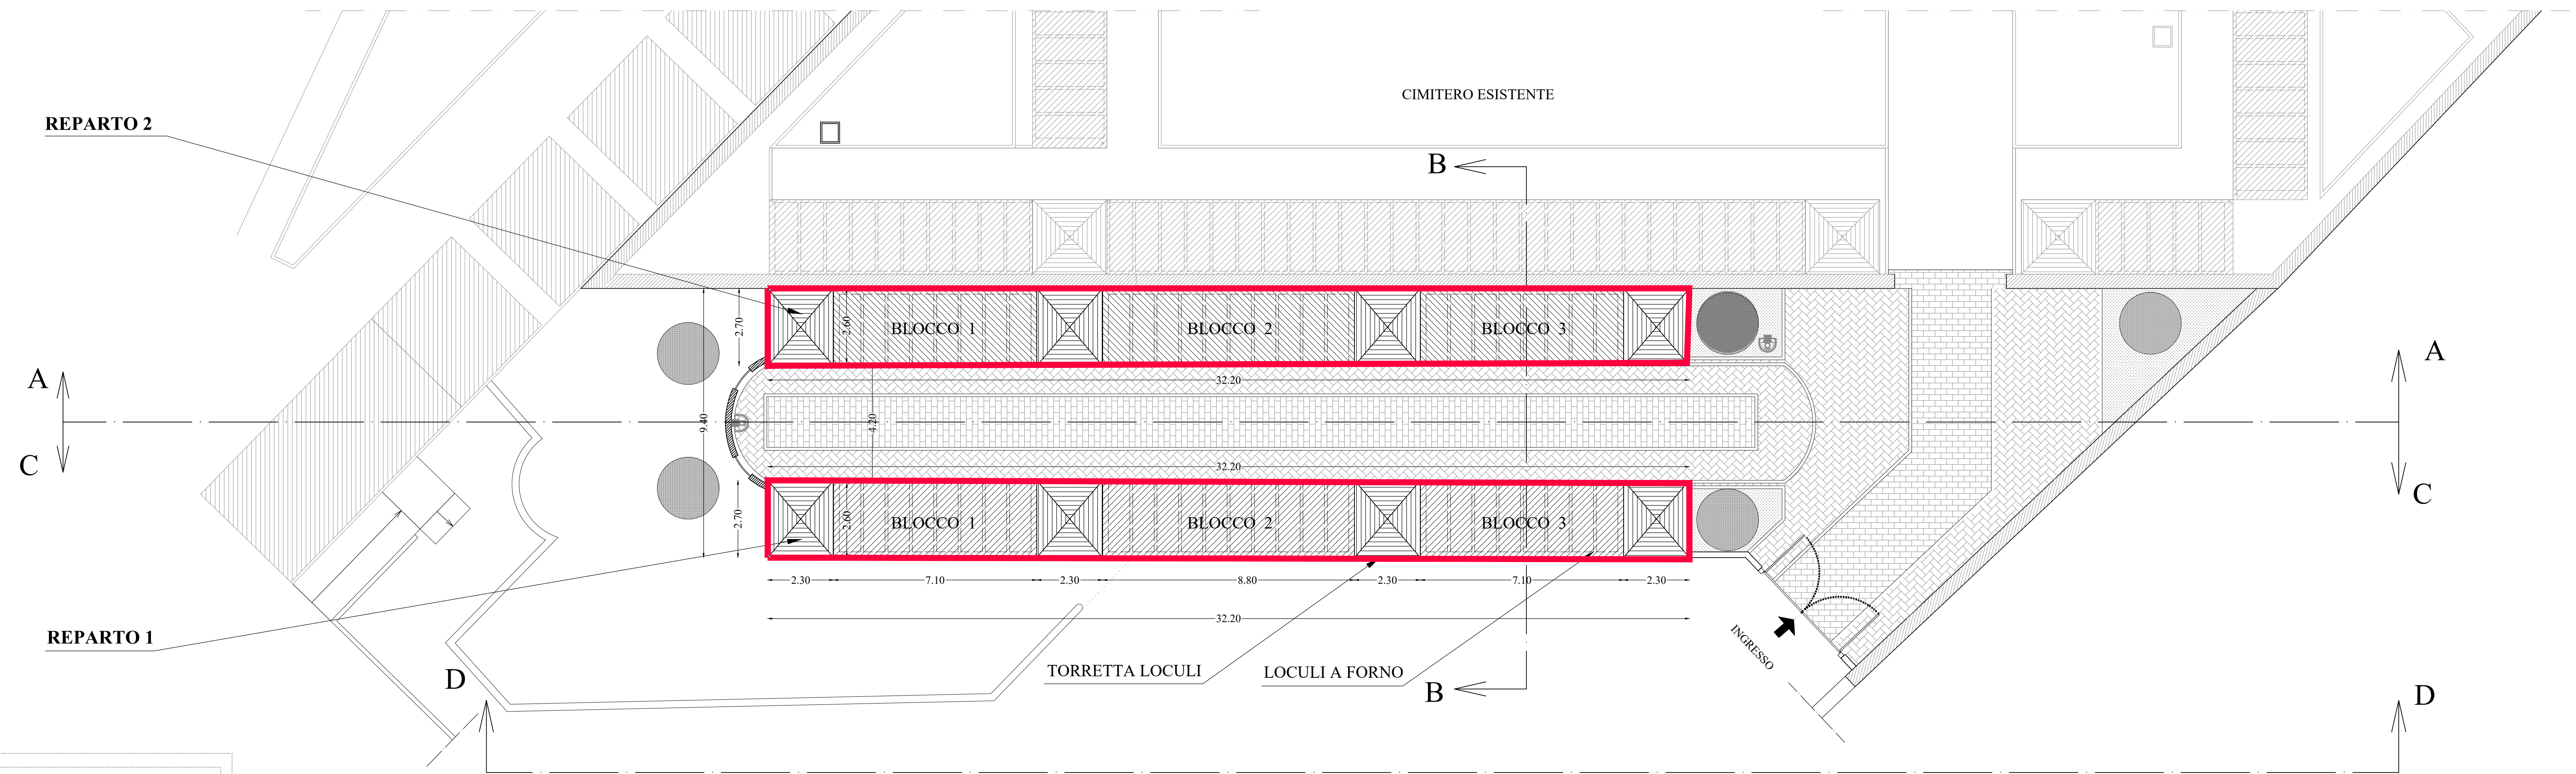 CIMITERO ESISTENTE
REPARTO 2
B
BLOCCO 1
BLOCCO 2
BLOCCO 3
2.70
2.60
A
A
32.20
9.40
4.20
C
C
32.20
2.70
2.60
BLOCCO 1
BLOCCO 2
BLOCCO 3
2.30
7.10
2.30
8.80
2.30
7.10
2.30
32.20
REPARTO 1
INGRESSO
TORRETTA LOCULI
LOCULI A FORNO
D
B
D